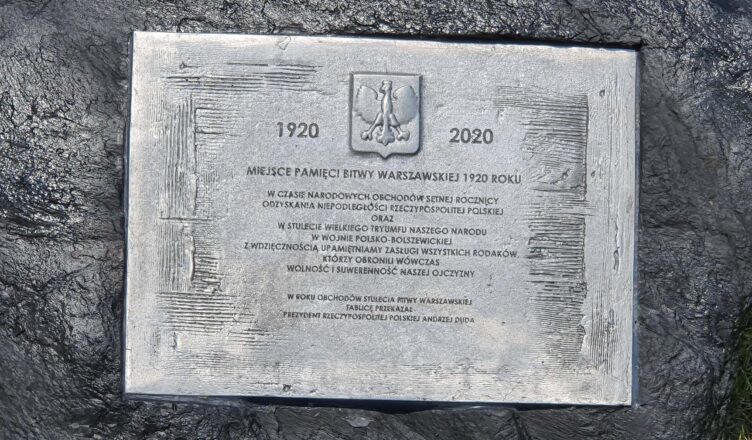 1920 2020
MIEJSCE PAMIĘCI BITWY WARSZAWSKIEJ 1920 ROKU
W CZASIE NARODOWYCH OBCHODÓW SETNEJ ROCZNICY
ODZYSKANIA NIEPODLEGŁOŚCI RZECZYPOSPOLITEJ POLSKIEJ
ORAZ
W STULECIE WIELKIEGO TRYUMFU NASZEGO NARODU
W WOJNIE POLSKO-BOLSZEWICKIEJ
Z WDZIĘCZNOŚCIĄ UPAMIĘTNIAMY ZASŁUGI WSZYSTKICH RODAKÓW
KTÓRZY OBRONILI WÓWCZAS
WOLNOŚĆ I SUWERENNOŚĆ NASZEJ OJCZYZNY
W ROKU OBCHODÓW STULECIA BITWY WARSZAWSKIEJ
TABLICĘ PRZEKAZAŁ
PREZYDENT RZECZYPOSPOLITEJ POLSKIEJ ANDRZEJ DUDA